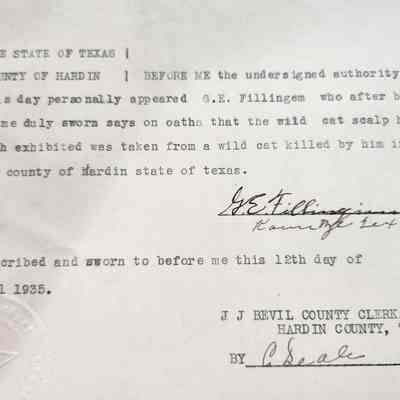 E STATE OF TEXAS |
UNTY OF HARDIN | BEFORE ME the undersigned authority
s day personally appeared G.E. Fillingem who after b
me duly sworn says on oatha that the wild cat scalp h
h exhibited was taken from a wild cat killed by him i
county of Hardin state of texas.
G.E. Fillingim
Tex
cribed and sworn to before me this 12th day of
l 1935.
J J BEVIL COUNTY CLERK
HARDIN COUNTY,
BY C Seale